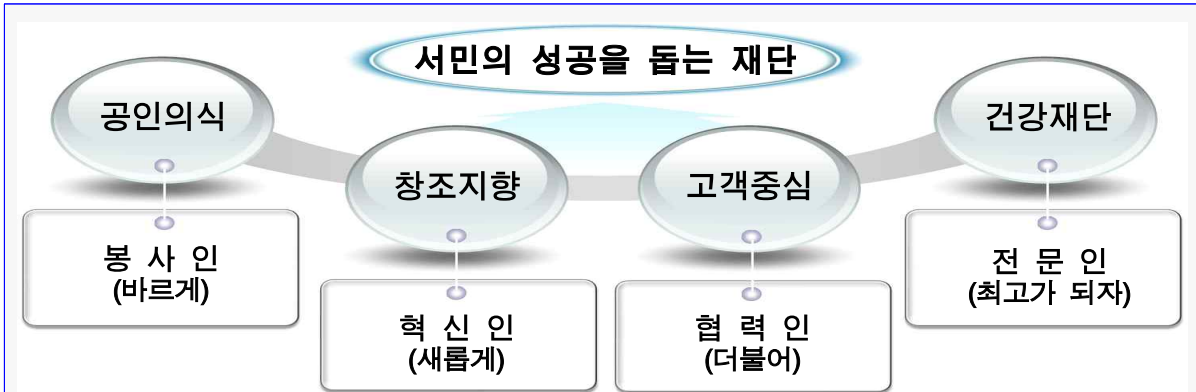 서민의 성공을 돕는 재단
공인의식
창조지향
고객중심
건강재단
봉 사 인
(바르게)
혁 신 인
(새롭게)
협 력 인
(더불어)
전 문 인
(최고가 되자)